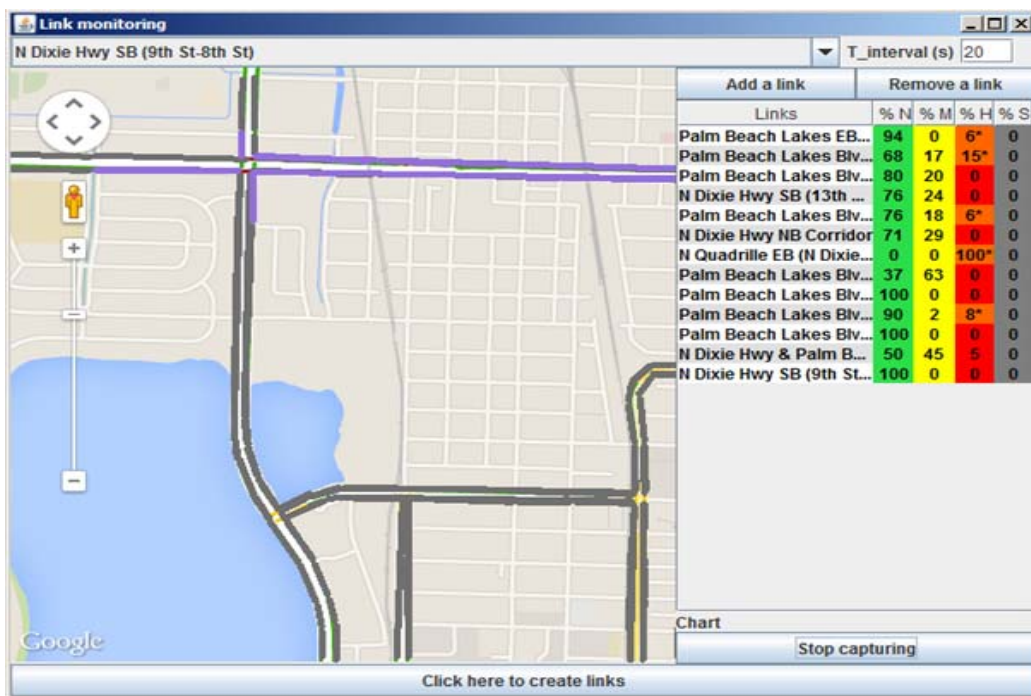 Link monitoring
N Dixie Hwy SB (9th St-8th St)
T_interval (s) 20
Add a link Remove a link
Links % N % M % H % S
Palm Beach Lakes EB... 94 0 6* 0
Palm Beach Lakes Blv... 68 17 15* 0
Palm Beach Lakes Blv... 80 20 0 0
N Dixie Hwy SB (13th ... 76 24 0 0
Palm Beach Lakes Blv... 76 18 6* 0
N Dixie Hwy NB Corridor 71 29 0 0
N Quadrille EB (N Dixie... 0 0 100* 0
Palm Beach Lakes Blv... 37 63 0 0
Palm Beach Lakes Blv... 100 0 0 0
Palm Beach Lakes Blv... 90 2 8* 0
Palm Beach Lakes Blv... 100 0 0 0
N Dixie Hwy & Palm B... 50 45 5 0
N Dixie Hwy SB (9th St... 100 0 0 0
Google
Chart
Stop capturing
Click here to create links